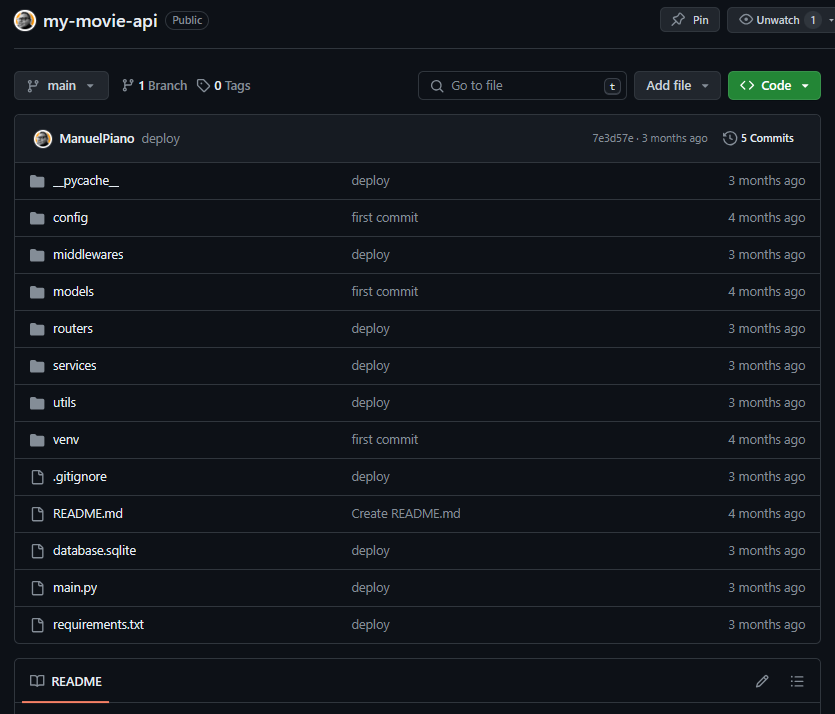 my-movie-api Public Pin Unwatch 1
main 1 Branch 0 Tags Go to file t Add file Code
ManuelPiano deploy 7e3d57e · 3 months ago 5 Commits
__pycache__ deploy 3 months ago
config first commit 4 months ago
middlewares deploy 3 months ago
models first commit 4 months ago
routers deploy 3 months ago
services deploy 3 months ago
utils deploy 3 months ago
venv first commit 4 months ago
.gitignore deploy 3 months ago
README.md Create README.md 4 months ago
database.sqlite deploy 3 months ago
main.py deploy 3 months ago
requirements.txt deploy 3 months ago
README